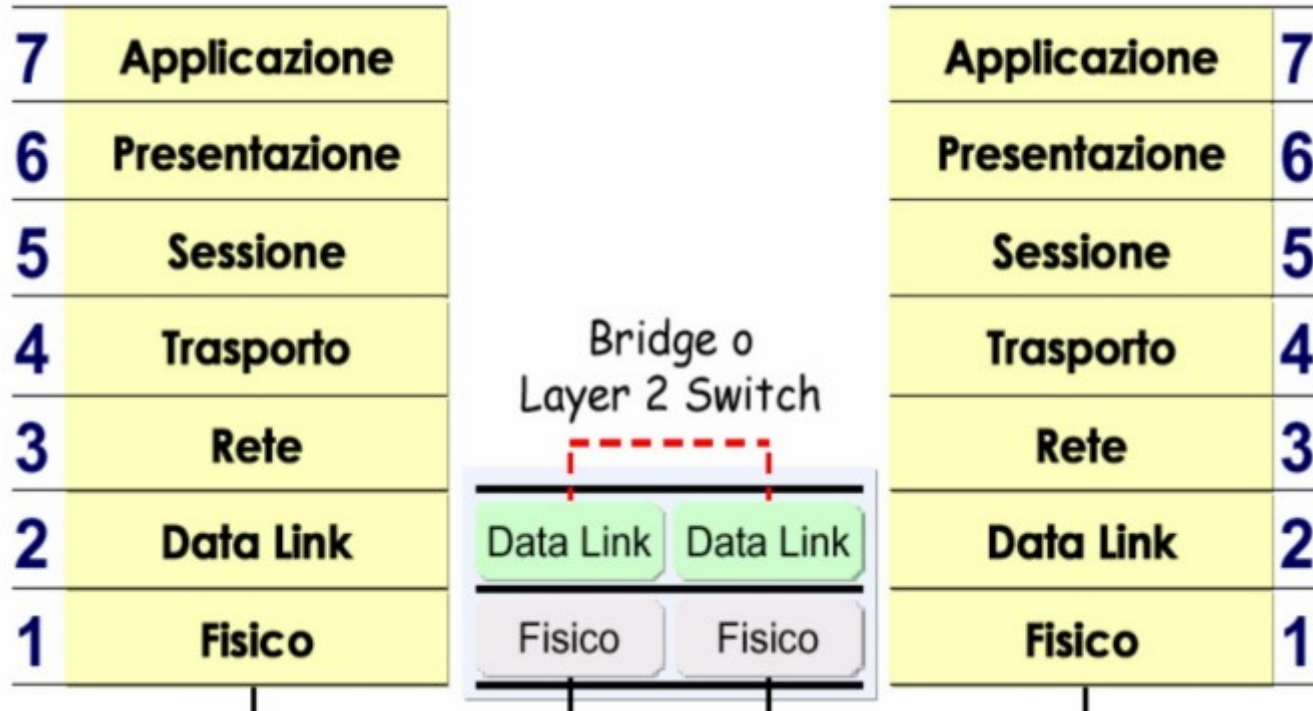 7 Applicazione
6 Presentazione
5 Sessione
4 Trasporto
3 Rete
2 Data Link
1 Fisico
Bridge o
Layer 2 Switch
Data Link Data Link
Fisico Fisico
Applicazione 7
Presentazione 6
Sessione 5
Trasporto 4
Rete 3
Data Link 2
Fisico 1